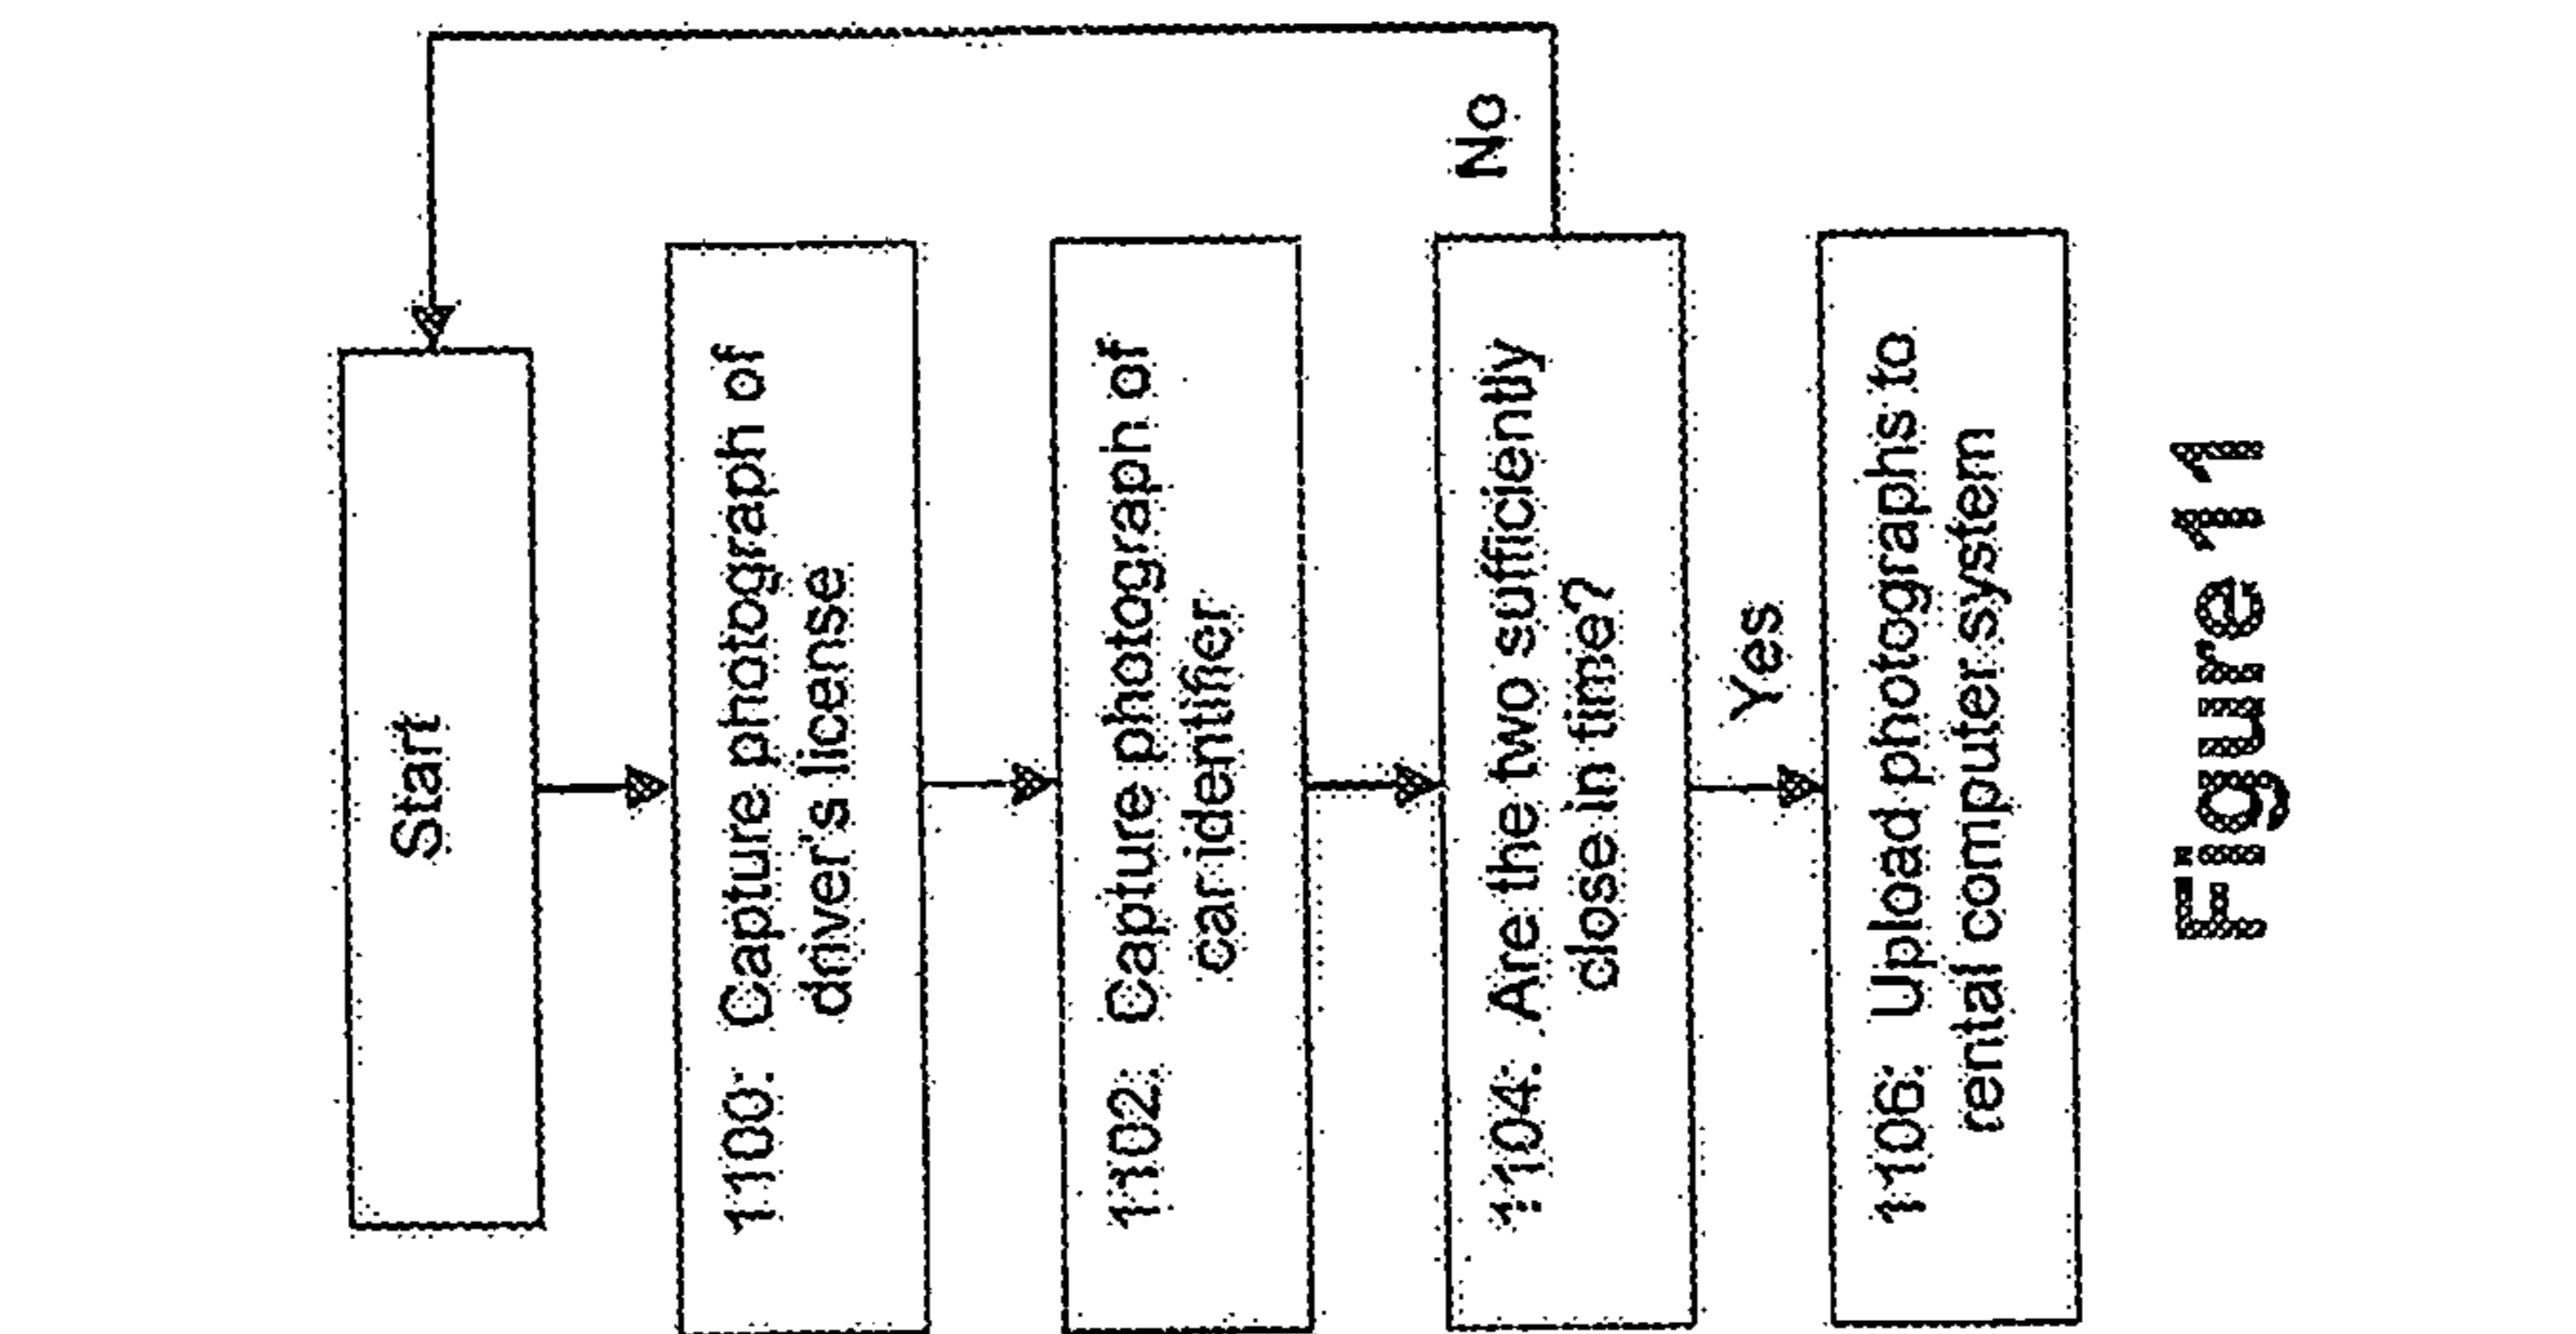 Start
1100: Capture photograph of
driver's license
1102: Capture photograph of
car identifier
1104: Are the two sufficiently
close in time?
No
Yes
1106: Upload photographs to
rental computer system
Figure 11